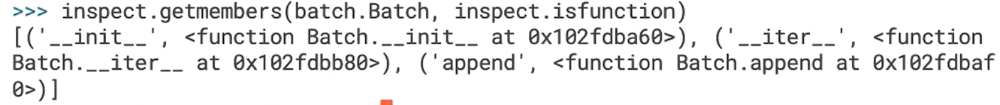 >>> inspect.getmembers(batch.Batch, inspect.isfunction)
[('__init__', <function Batch.__init__ at 0x102fdba60>), ('__iter__', <function
Batch.__iter__ at 0x102fdbb80>), ('append', <function Batch.append at 0x102fdbaf
0>)]